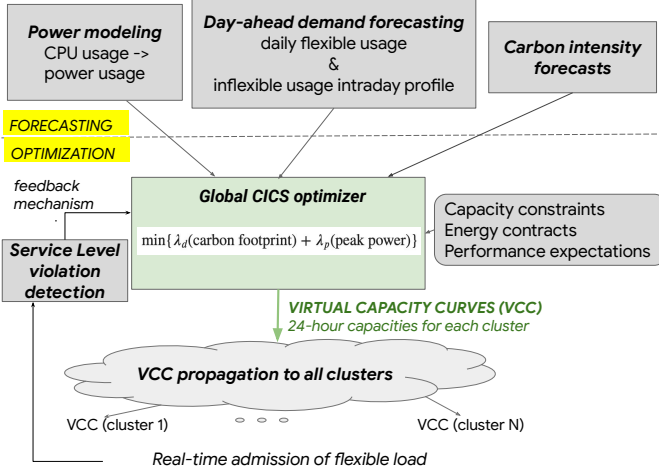 Power modeling
CPU usage ->
power usage
Day-ahead demand forecasting
daily flexible usage
&
inflexible usage intraday profile
Carbon intensity
forecasts
FORECASTING
OPTIMIZATION
feedback
mechanism
Global CICS optimizer
min{λd(carbon footprint) + λp(peak power)}
Capacity constraints
Energy contracts
Performance expectations
Service Level
violation
detection
VIRTUAL CAPACITY CURVES (VCC)
24-hour capacities for each cluster
VCC propagation to all clusters
VCC (cluster 1)
VCC (cluster N)
Real-time admission of flexible load